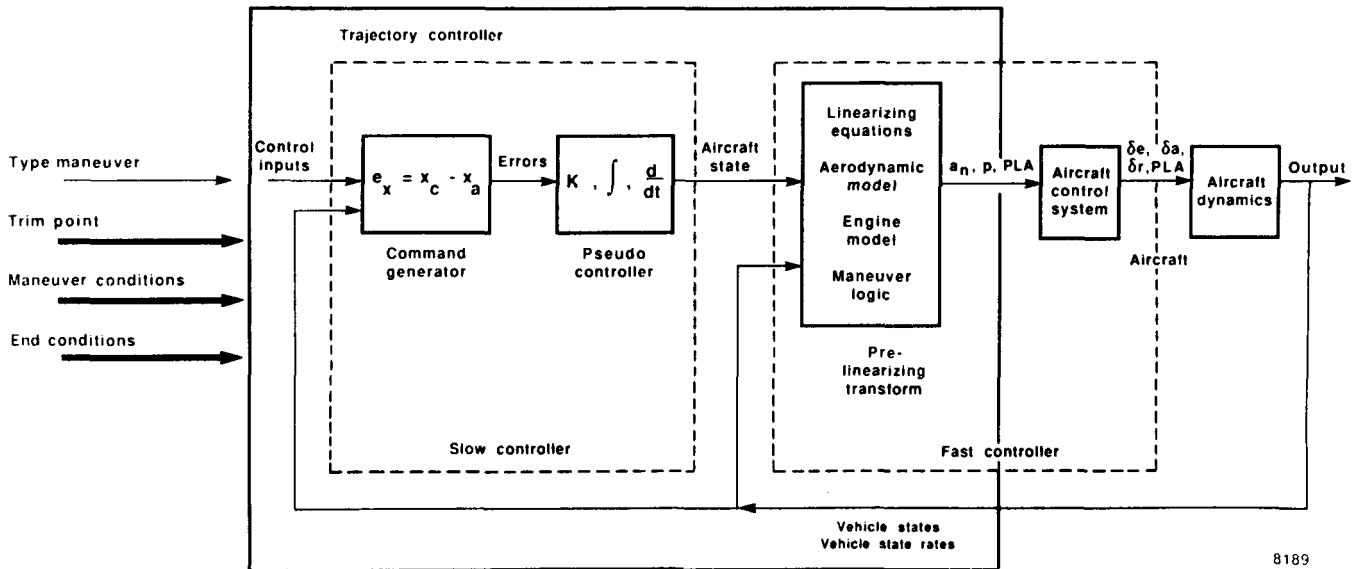 Trajectory controller
Type maneuver
Trim point
Maneuver conditions
End conditions
Control
inputs
e_x = x_c - x_a
Command
generator
Errors
K , ∫, d/dt
Pseudo
controller
Slow controller
Aircraft
state
Linearizing
equations
Aerodynamic
model
Engine
model
Maneuver
logic
Pre-
linearizing
transform
a_n, p, PLA
Aircraft
control
system
Fast controller
δe, δa,
δr, PLA
Aircraft
Aircraft
dynamics
Output
Vehicle states
Vehicle state rates
8189